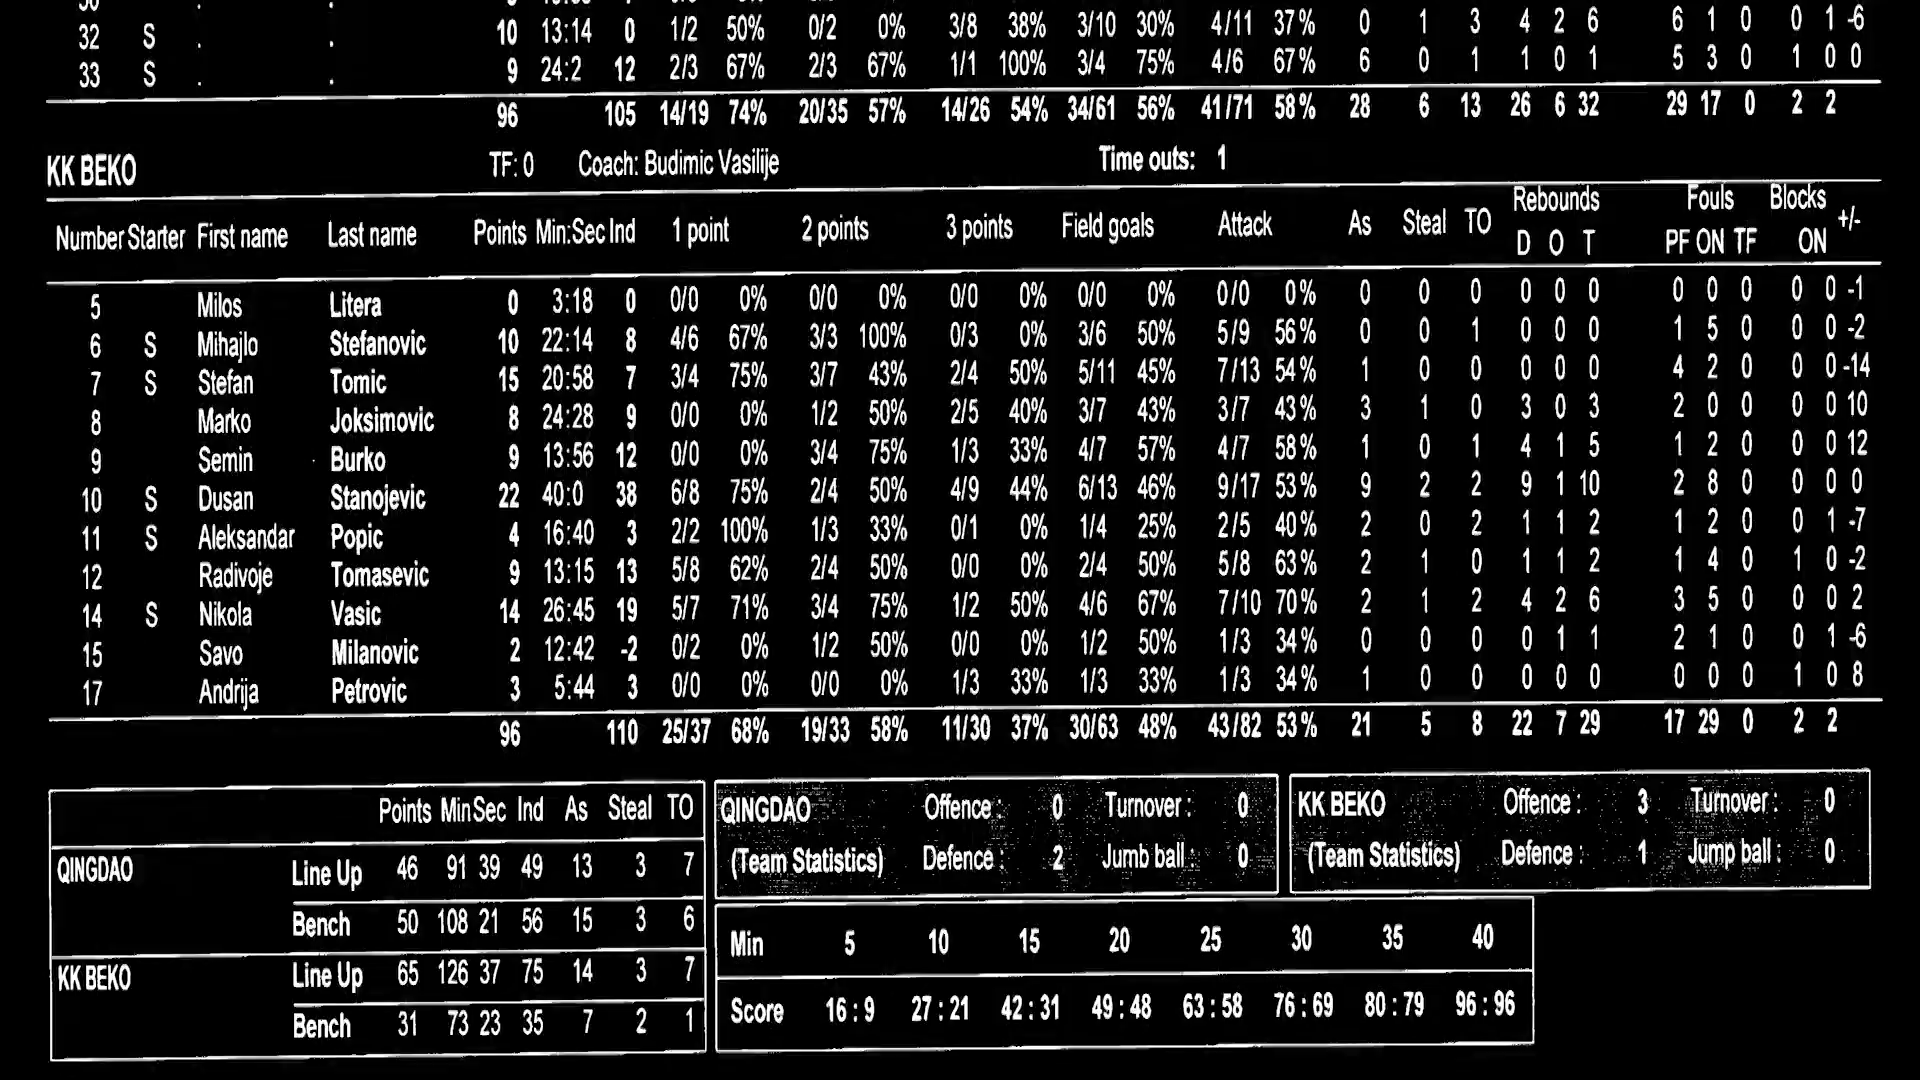 32 S . . 10 13:14 0 1/2 50% 0/2 0% 3/8 38% 3/10 30% 4/11 37% 0 1 3 4 2 6 6 1 0 0 1 -6
33 S . . 9 24:2 12 2/3 67% 2/3 67% 1/1 100% 3/4 75% 4/6 67% 6 0 1 1 0 1 5 3 0 1 0 0
96 105 14/19 74% 20/35 57% 14/26 54% 34/61 56% 41/71 58% 28 6 13 26 6 32 29 17 0 2 2
KK BEKO TF: 0 Coach: Budimic Vasilije Time outs: 1
Rebounds Fouls Blocks
Number Starter First name Last name Points Min:Sec Ind 1 point 2 points 3 points Field goals Attack As Steal TO D O T PF ON TF ON +/-
5 Milos Litera 0 3:18 0 0/0 0% 0/0 0% 0/0 0% 0/0 0% 0/0 0% 0 0 0 0 0 0 0 0 0 0 0 -1
6 S Mihajlo Stefanovic 10 22:14 8 4/6 67% 3/3 100% 0/3 0% 3/6 50% 5/9 56% 0 0 1 0 0 0 1 5 0 0 0 -2
7 S Stefan Tomic 15 20:58 7 3/4 75% 3/7 43% 2/4 50% 5/11 45% 7/13 54% 1 0 0 0 0 0 4 2 0 0 0 -14
8 Marko Joksimovic 8 24:28 9 0/0 0% 1/2 50% 2/5 40% 3/7 43% 3/7 43% 3 1 0 3 0 3 2 0 0 0 0 10
9 Semin Burko 9 13:56 12 0/0 0% 3/4 75% 1/3 33% 4/7 57% 4/7 58% 1 0 1 4 1 5 1 2 0 0 0 12
10 S Dusan Stanojevic 22 40:0 38 6/8 75% 2/4 50% 4/9 44% 6/13 46% 9/17 53% 9 2 2 9 1 10 2 8 0 0 0 0
11 S Aleksandar Popic 4 16:40 3 2/2 100% 1/3 33% 0/1 0% 1/4 25% 2/5 40% 2 0 2 1 1 2 1 2 0 0 1 -7
12 Radivoje Tomasevic 9 13:15 13 5/8 62% 2/4 50% 0/0 0% 2/4 50% 5/8 63% 2 1 0 1 1 2 1 4 0 1 0 -2
14 S Nikola Vasic 14 26:45 19 5/7 71% 3/4 75% 1/2 50% 4/6 67% 7/10 70% 2 1 2 4 2 6 3 5 0 0 0 2
15 Savo Milanovic 2 12:42 -2 0/2 0% 1/2 50% 0/0 0% 1/2 50% 1/3 34% 0 0 0 0 1 1 2 1 0 0 1 -6
17 Andrija Petrovic 3 5:44 3 0/0 0% 0/0 0% 1/3 33% 1/3 33% 1/3 34% 1 0 0 0 0 0 0 0 0 1 0 8
96 110 25/37 68% 19/33 58% 11/30 37% 30/63 48% 43/82 53% 21 5 8 22 7 29 17 29 0 2 2
Points Min Sec Ind As Steal TO
QINGDAO Line Up 46 91 39 49 13 3 7
Bench 50 108 21 56 15 3 6
KK BEKO Line Up 65 126 37 75 14 3 7
Bench 31 73 23 35 7 2 1
QINGDAO Offence : 0 Turnover : 0
(Team Statistics) Defence : 2 Jumb ball : 0
KK BEKO Offence : 3 Turnover : 0
(Team Statistics) Defence : 1 Jump ball : 0
Min 5 10 15 20 25 30 35 40
Score 16 : 9 27 : 21 42 : 31 49 : 48 63 : 58 76 : 69 80 : 79 96 : 96